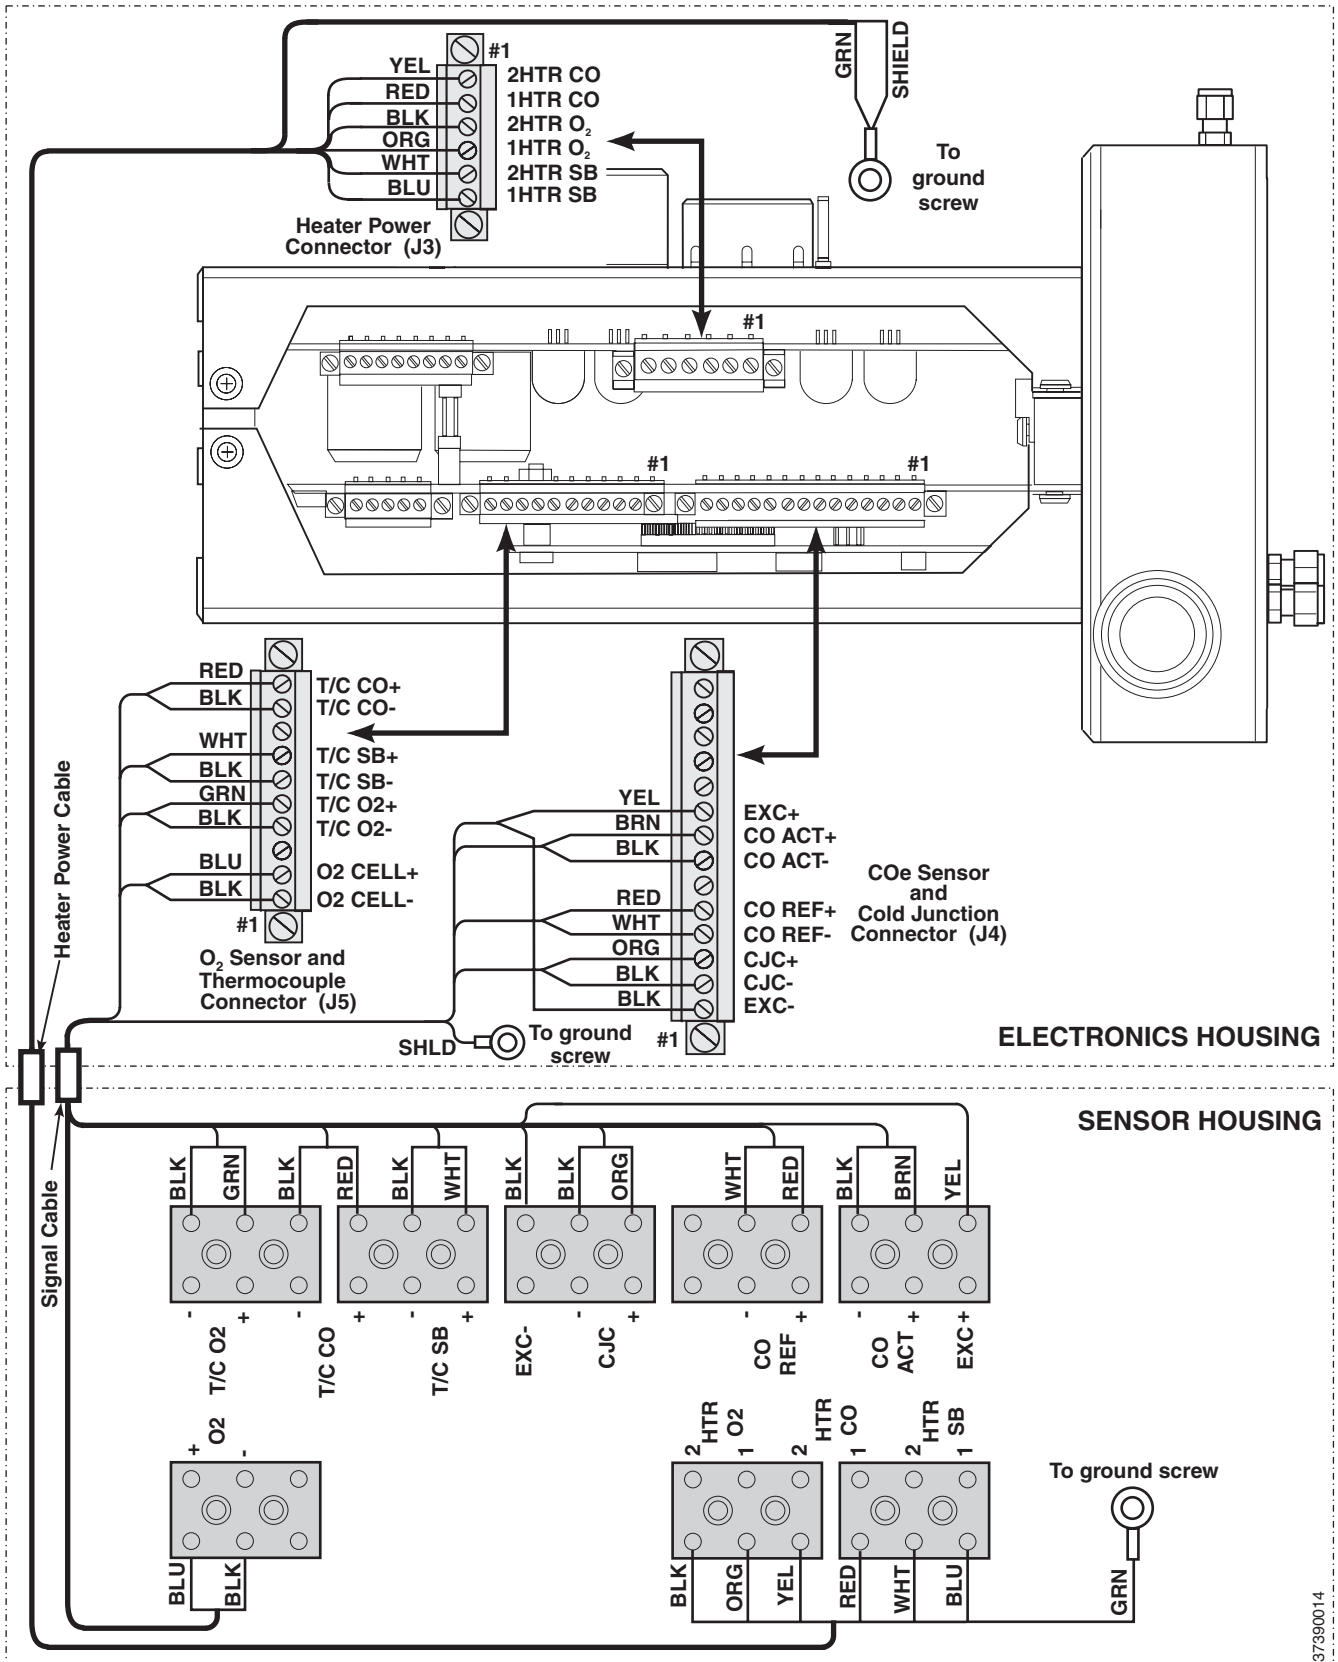 #1
YEL
RED
BLK
ORG
WHT
BLU
2HTR CO
1HTR CO
2HTR O2
1HTR O2
2HTR SB
1HTR SB
Heater Power
Connector (J3)
GRN
SHIELD
To
ground
screw
#1
#1
#1
RED
BLK
WHT
BLK
GRN
BLK
BLU
BLK
T/C CO+
T/C CO-
T/C SB+
T/C SB-
T/C O2+
T/C O2-
O2 CELL+
O2 CELL-
#1
O2 Sensor and
Thermocouple
Connector (J5)
YEL
BRN
BLK
RED
WHT
ORG
BLK
BLK
EXC+
CO ACT+
CO ACT-
CO REF+
CO REF-
CJC+
CJC-
EXC-
#1
COe Sensor
and
Cold Junction
Connector (J4)
Heater Power Cable
SHLD
To ground
screw
ELECTRONICS HOUSING
SENSOR HOUSING
Signal Cable
BLK
GRN
BLK
RED
BLK
WHT
BLK
BLK
ORG
WHT
RED
BLK
BRN
YEL
- T/C O2 +
- T/C CO +
- T/C SB +
EXC-
- CJC +
- CO REF +
- CO ACT +
EXC+
+ O2 -
BLU
BLK
2 HTR O2 1
2 HTR CO 1
2 HTR SB 1
BLK
ORG
YEL
RED
WHT
BLU
GRN
To ground screw
37390014